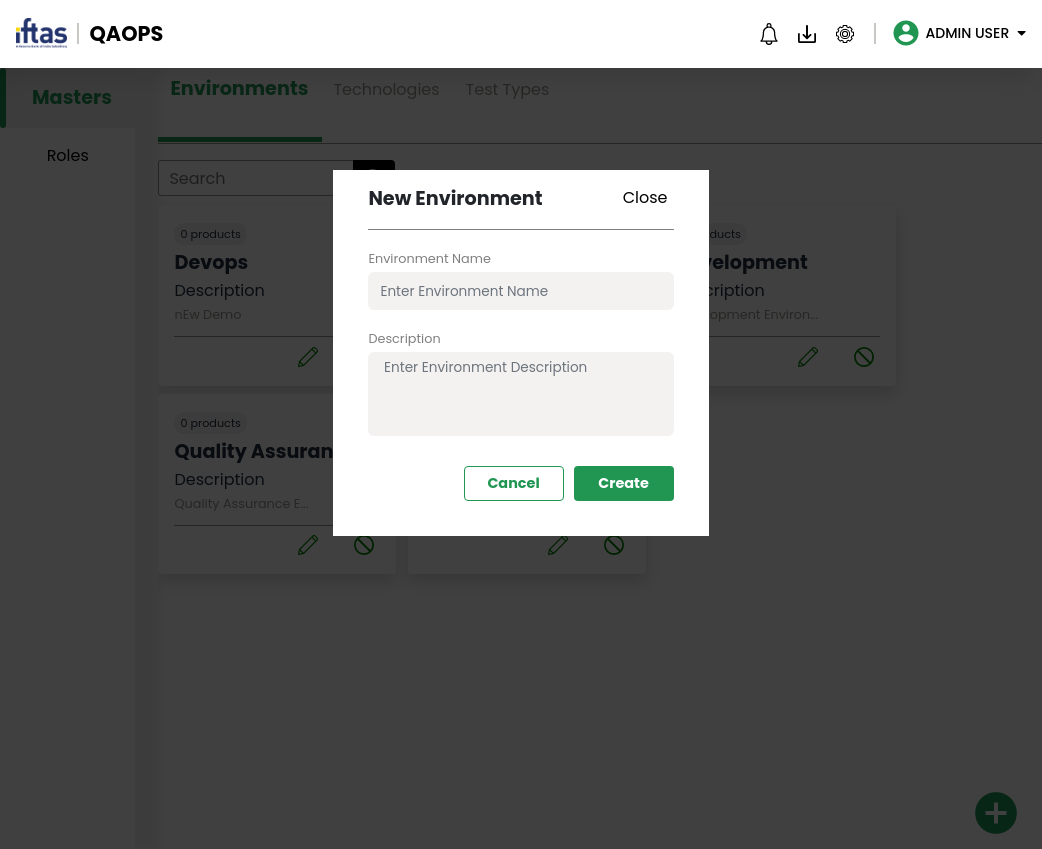 iftas
QAOPS
ADMIN USER
Masters
Roles
Environments
Technologies
Test Types
Search
New Environment
Close
Environment Name
Enter Environment Name
Description
Enter Environment Description
Cancel
Create
0 products
Devops
Description
nEw Demo
ducts
velopment
cription
opment Environ...
0 products
Quality Assuran
Description
Quality Assurance E...